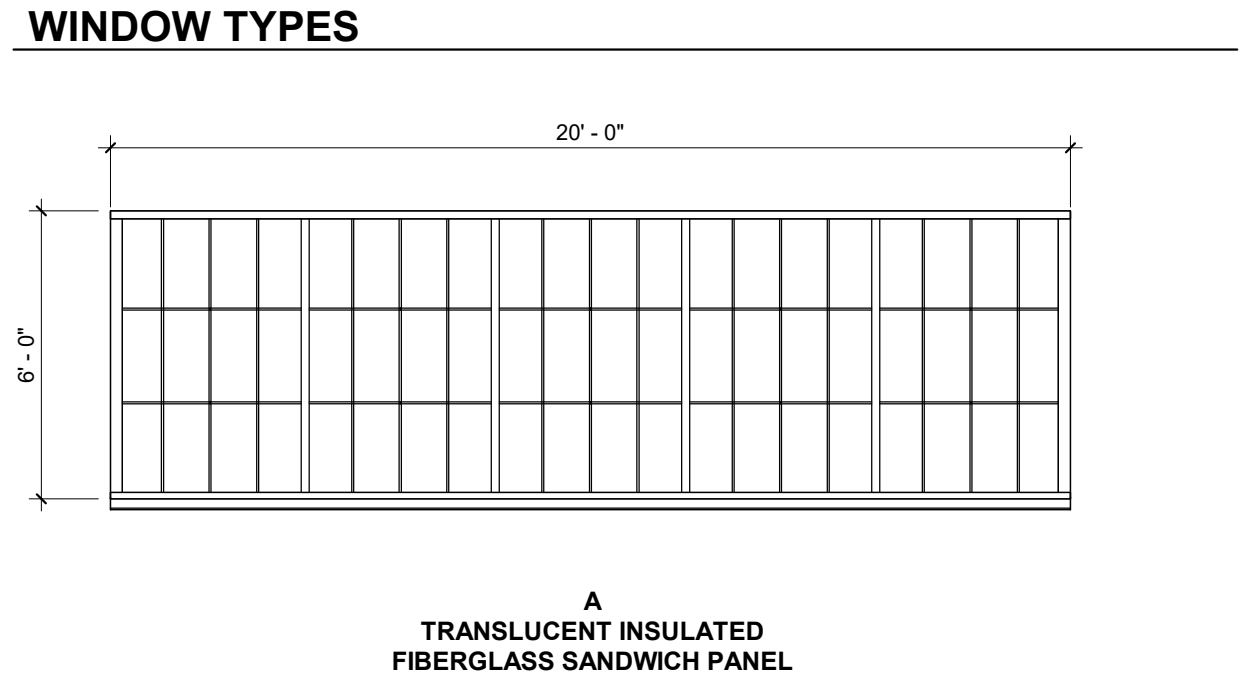 WINDOW TYPES
20' - 0"
6' - 0"
A
TRANSLUCENT INSULATED
FIBERGLASS SANDWICH PANEL